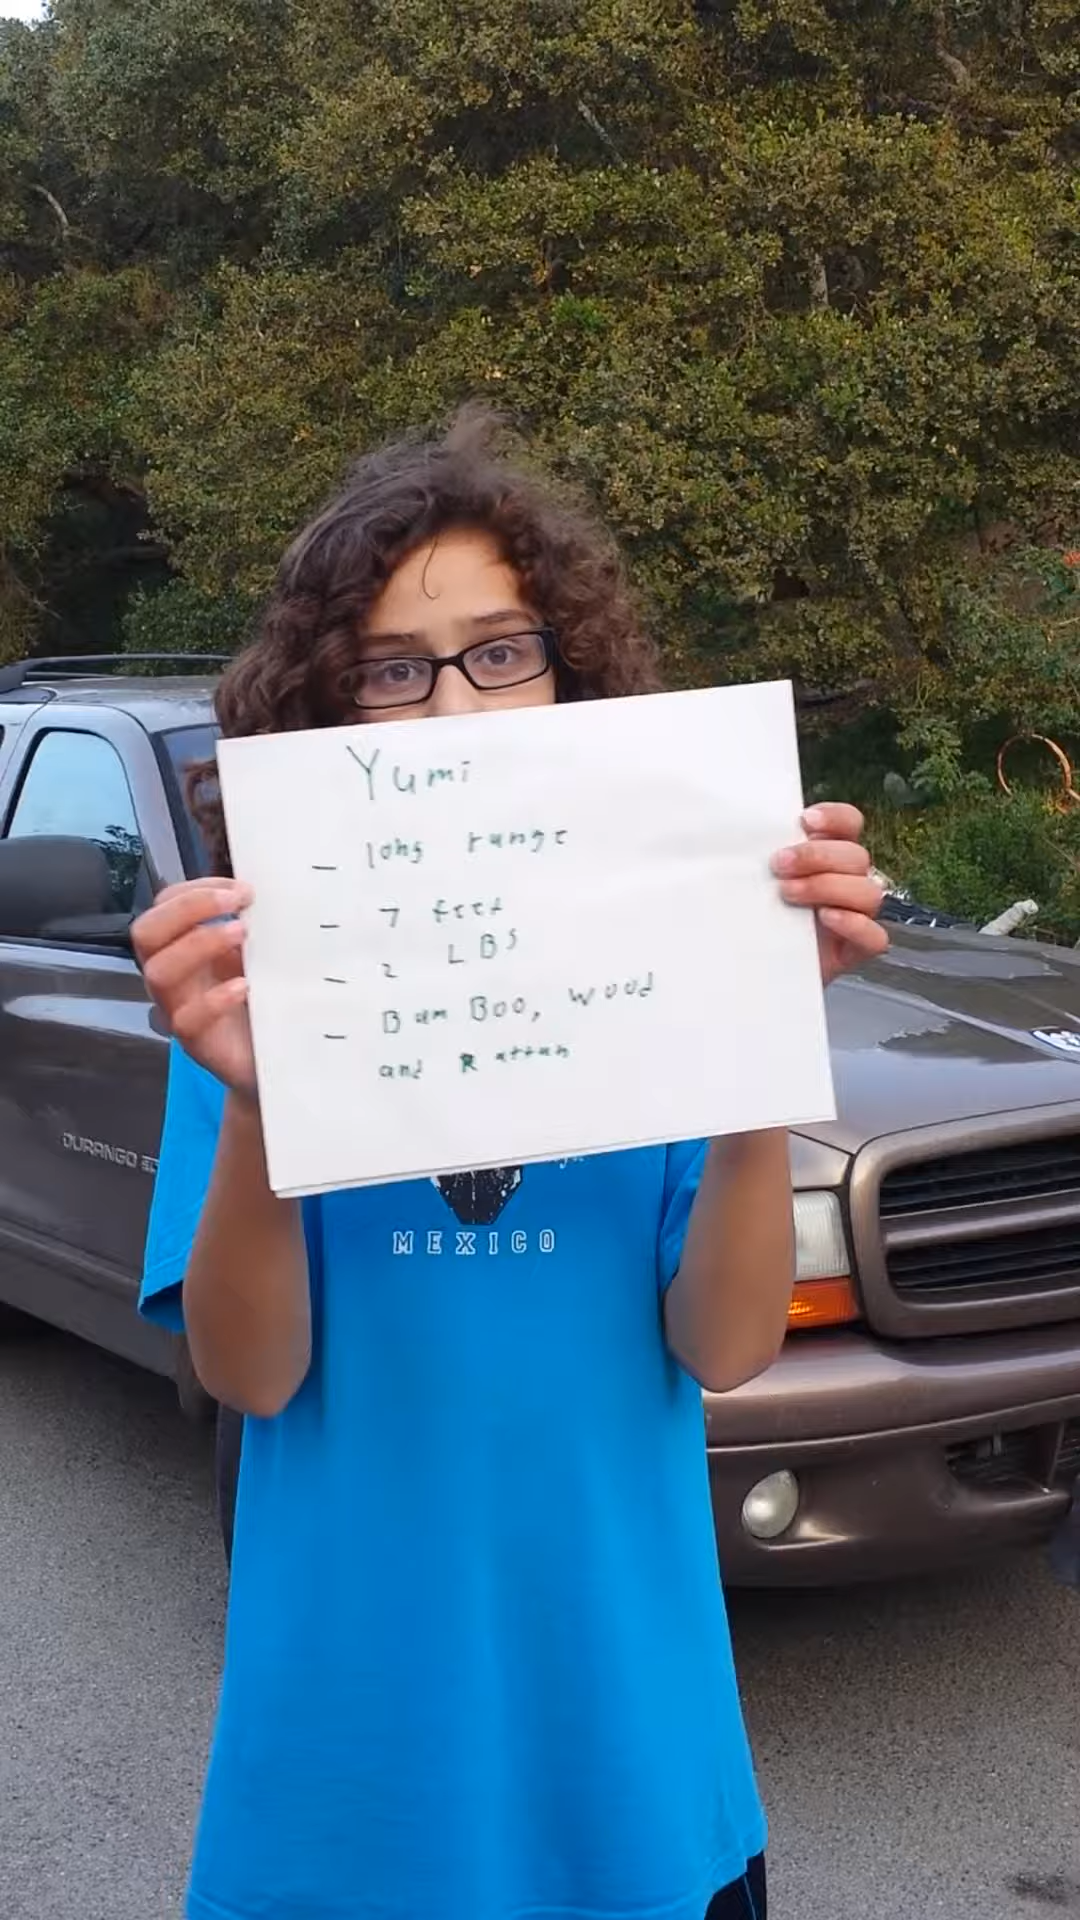 Yumi
- long range
- 7 feet
- 2 LBS
- Bam Boo, wood
and Rattan
MEXICO
DURANGO